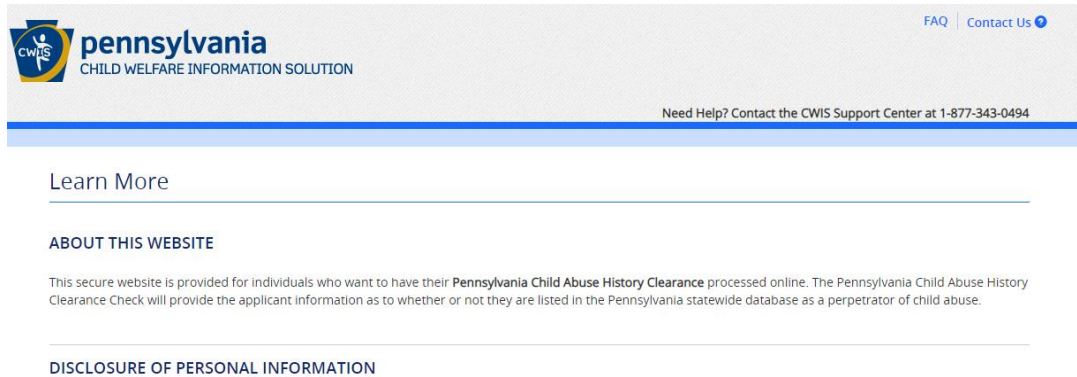 FAQ Contact Us
CWIS pennsylvania
CHILD WELFARE INFORMATION SOLUTION
Need Help? Contact the CWIS Support Center at 1-877-343-0494
Learn More
ABOUT THIS WEBSITE
This secure website is provided for individuals who want to have their Pennsylvania Child Abuse History Clearance processed online. The Pennsylvania Child Abuse History
Clearance Check will provide the applicant information as to whether or not they are listed in the Pennsylvania statewide database as a perpetrator of child abuse.
DISCLOSURE OF PERSONAL INFORMATION